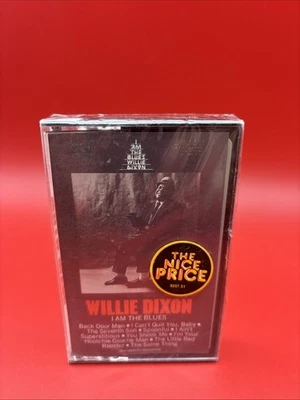 I
AM
THE
BLUES
WILLIE
DIXON
THE
NICE
PRICE
WILLIE DIXON
I AM THE BLUES
Back Door Man • I Can't Quit You, Baby •
The Seventh Son • Spoonful • I Ain't
Superstitious • You Shook Me • I'm Your
Hoochie Coochie Man • The Little Red
Rooster • The Same Thing